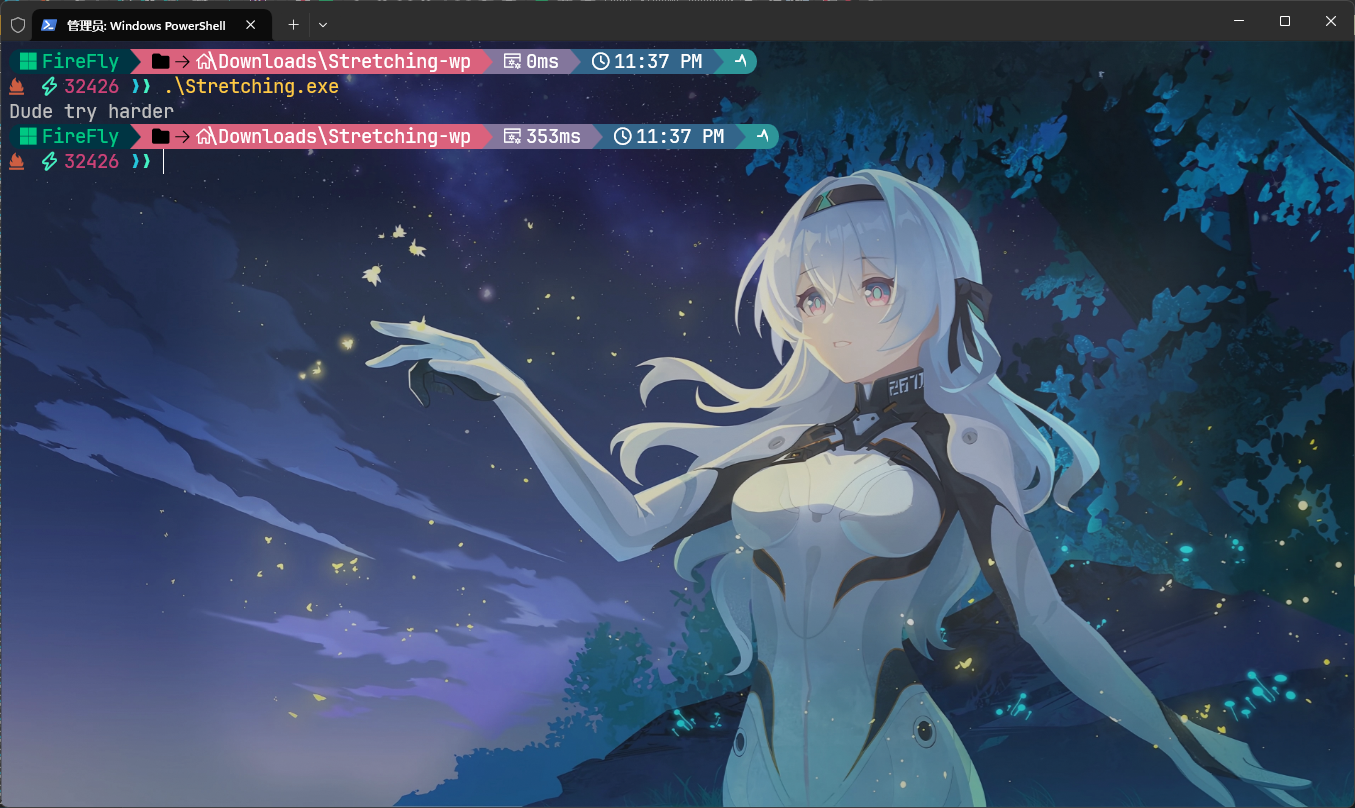 管理员: Windows PowerShell
FireFly → \Downloads\Stretching-wp 0ms 11:37 PM
32426 .\Stretching.exe
Dude try harder
FireFly → \Downloads\Stretching-wp 353ms 11:37 PM
32426
267